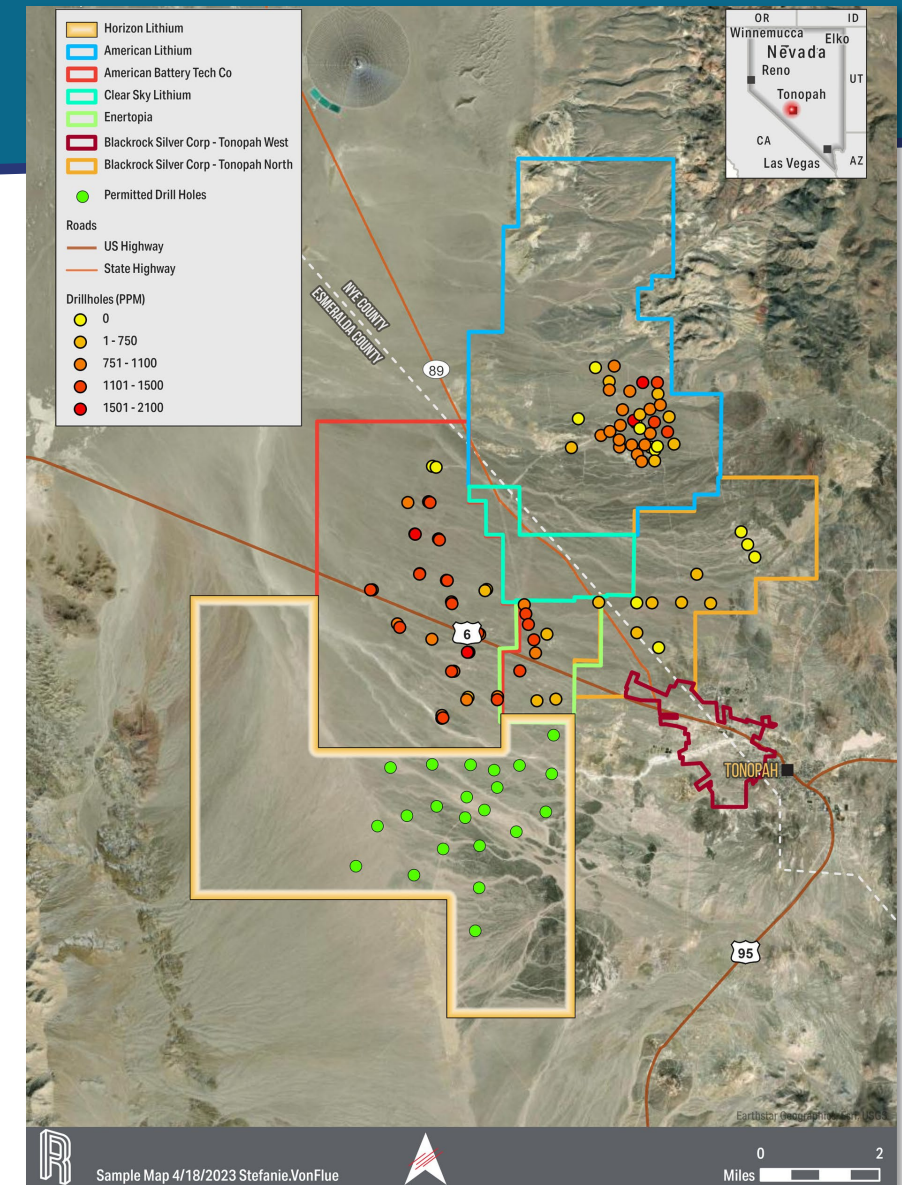 Horizon Lithium
American Lithium
American Battery Tech Co
Clear Sky Lithium
Enertopia
Blackrock Silver Corp - Tonopah West
Blackrock Silver Corp - Tonopah North
Permitted Drill Holes
Roads
US Highway
State Highway
Drillholes (PPM)
0
1 - 750
751 - 1100
1101 - 1500
1501 - 2100
OR
ID
Winnemucca
Elko
Nevada
Reno
UT
Tonopah
CA
Las Vegas
AZ
NYE COUNTY
ESMERALDA COUNTY
89
6
TONOPAH
95
Earthstar Geographics, Esri, USGS
Sample Map 4/18/2023 Stefanie.VonFlue
0
2
Miles